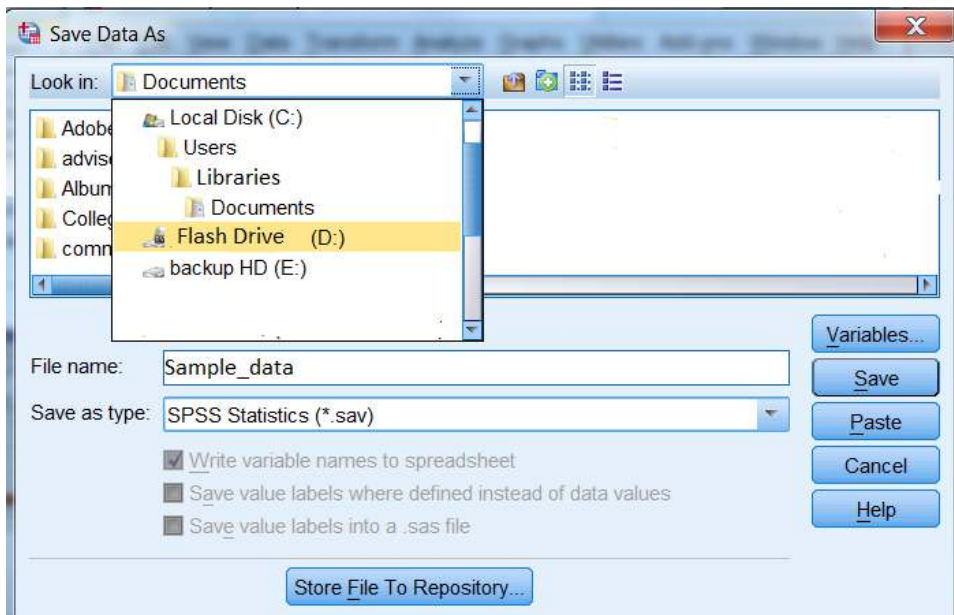 Save Data As
X
Look in: Documents
Local Disk (C:)
Users
Libraries
Documents
Flash Drive (D:)
backup HD (E:)
Adobe
advise
Album
Colleg
comm
Variables...
File name: Sample_data
Save
Save as type: SPSS Statistics (*.sav)
Paste
Write variable names to spreadsheet
Cancel
Save value labels where defined instead of data values
Save value labels into a .sas file
Help
Store File To Repository...